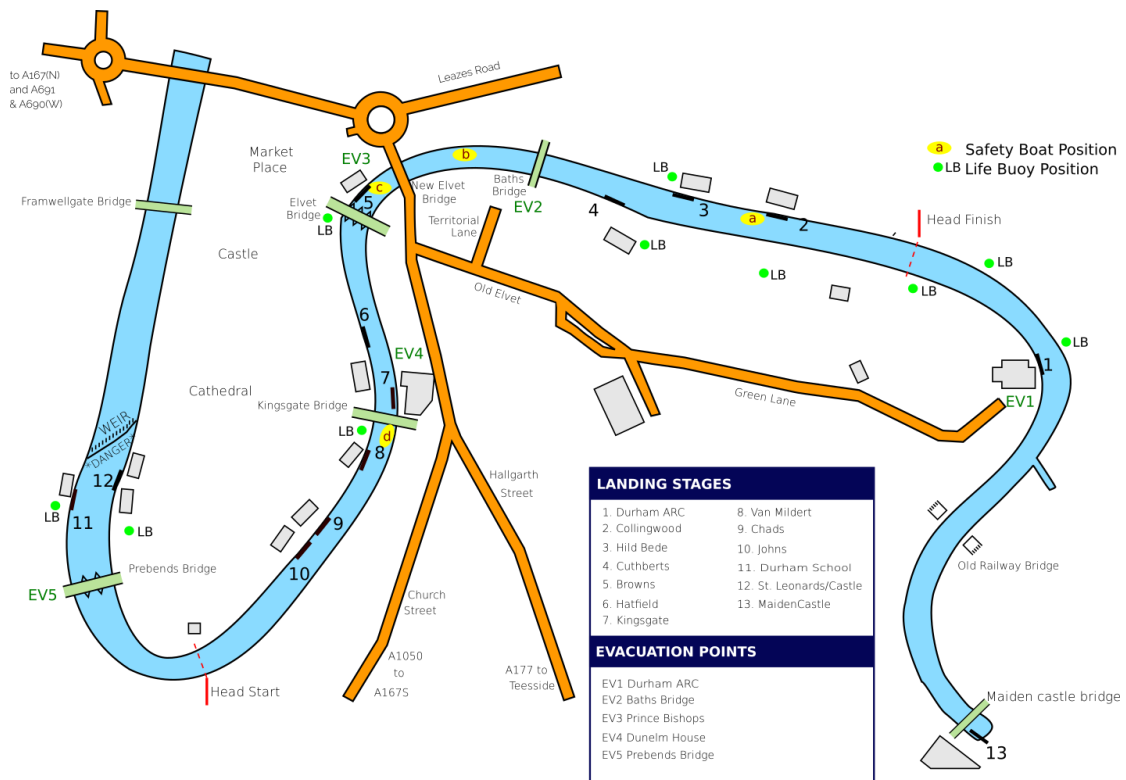 to A167(N)
and A691
& A690(W)
Leazes Road
Market
Place
EV3
b
c
5
Elvet
Bridge
LB
New Elvet
Bridge
Baths
Bridge
EV2
Territorial
Lane
4
LB
3
a
2
LB
LB
a
Safety Boat Position
LB
Life Buoy Position
Head Finish
LB
LB
LB
1
EV1
Framwellgate Bridge
Castle
Old Elvet
6
EV4
Cathedral
7
Kingsgate Bridge
LB
d
8
Green Lane
WEIR
*DANGER*
12
LB
11
LB
9
10
Prebends Bridge
EV5
Head Start
Hallgarth
Street
Church
Street
A1050
to
A167S
A177 to
Teesside
Old Railway Bridge
Maiden castle bridge
13
LANDING STAGES
1. Durham ARC
2. Collingwood
3. Hild Bede
4. Cuthberts
5. Browns
6. Hatfield
7. Kingsgate
8. Van Mildert
9. Chads
10. Johns
11. Durham School
12. St. Leonards/Castle
13. MaidenCastle
EVACUATION POINTS
EV1 Durham ARC
EV2 Baths Bridge
EV3 Prince Bishops
EV4 Dunelm House
EV5 Prebends Bridge